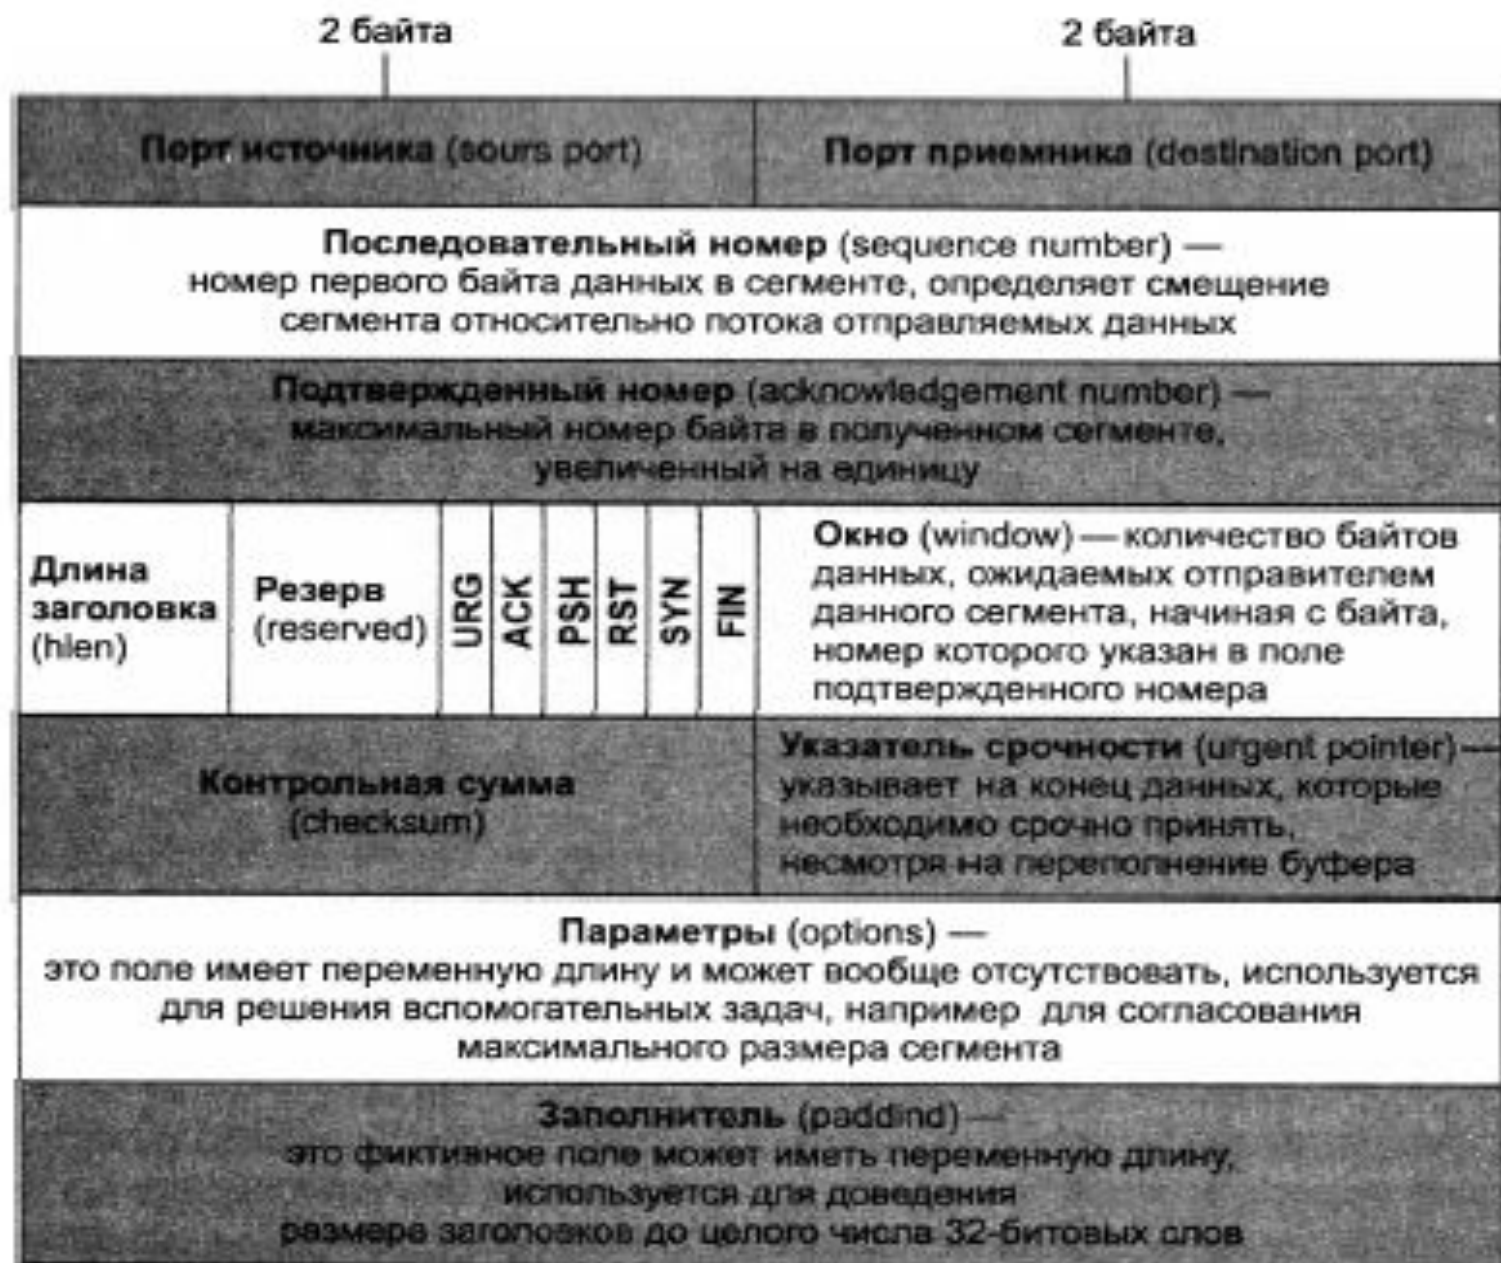 2 байта
2 байта
Порт источника (sours port)
Порт приемника (destination port)
Последовательный номер (sequence number) —
номер первого байта данных в сегменте, определяет смещение
сегмента относительно потока отправляемых данных
Подтвержденный номер (acknowledgement number) —
максимальный номер байта в полученном сегменте,
увеличенный на единицу
Длина
заголовка
(hlen)
Резерв
(reserved)
URG
ACK
PSH
RST
SYN
FIN
Окно (window) — количество байтов
данных, ожидаемых отправителем
данного сегмента, начиная с байта,
номер которого указан в поле
подтвержденного номера
Контрольная сумма
(checksum)
Указатель срочности (urgent pointer) —
указывает на конец данных, которые
необходимо срочно принять,
несмотря на переполнение буфера
Параметры (options) —
это поле имеет переменную длину и может вообще отсутствовать, используется
для решения вспомогательных задач, например для согласования
максимального размера сегмента
Заполнитель (paddind) —
это фиктивное поле может иметь переменную длину,
используется для доведения
размере заголовков до целого числа 32-битовых слов